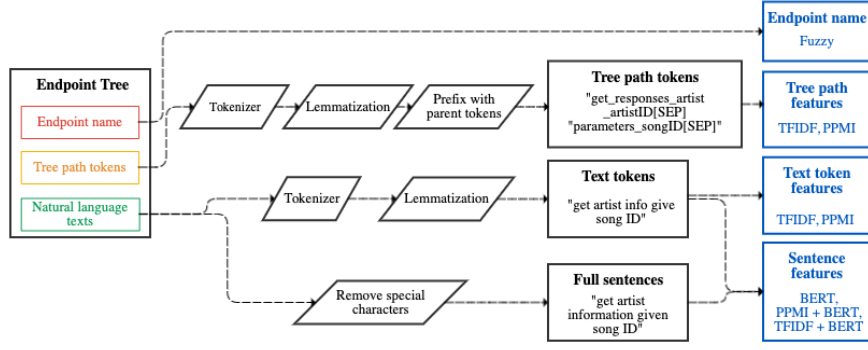 Endpoint name
Fuzzy
Endpoint Tree
Endpoint name
Tree path tokens
Natural language
texts
Tokenizer
Lemmatization
Prefix with
parent tokens
Tree path tokens
"get_responses_artist
_artistID[SEP]
"parameters_songID[SEP]"
Tree path
features
TFIDF, PPMI
Tokenizer
Lemmatization
Text tokens
"get artist info give
song ID"
Text token
features
TFIDF, PPMI
Remove special
characters
Full sentences
"get artist
information given
song ID"
Sentence
features
BERT,
PPMI + BERT,
TFIDF + BERT